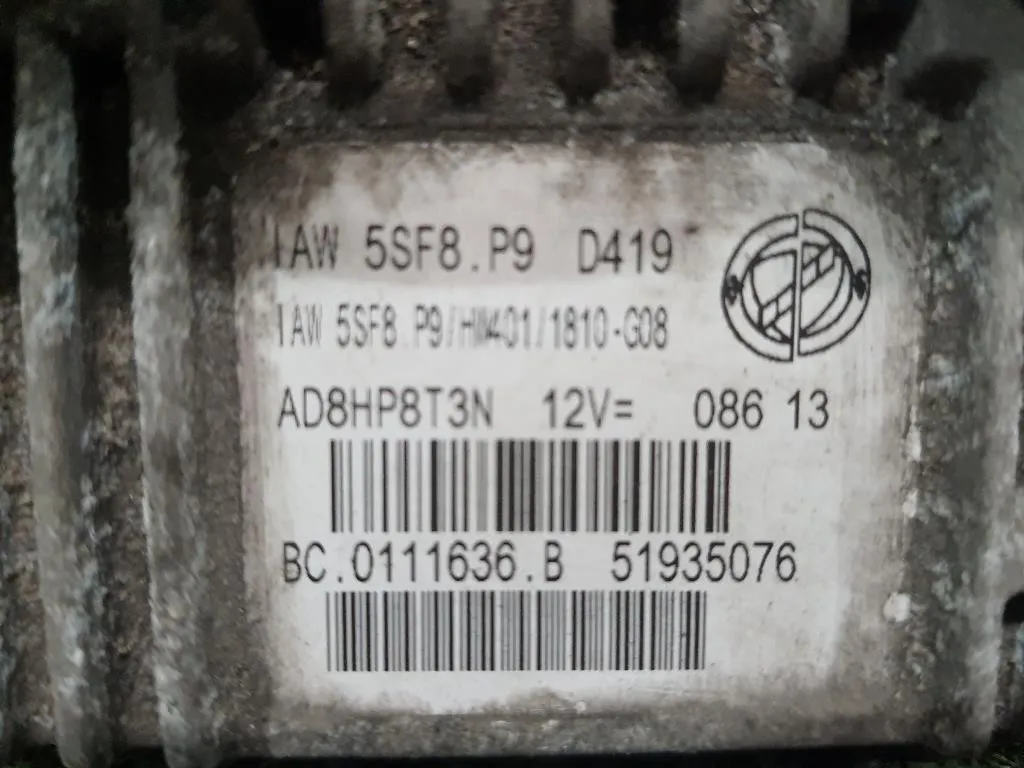 IAW 5SF8.P9 D419
IAW 5SF8.P9/HW401/1810-G08
AD8HP8T3N 12V= 086 13
BC.0111636.B 51935076